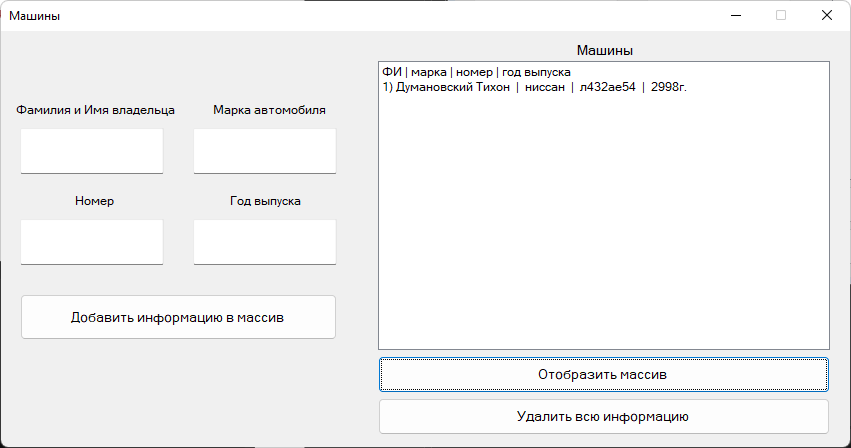 Машины
Машины
ФИ | марка | номер | год выпуска
1) Думановский Тихон | ниссан | л432ае54 | 2998г.
Фамилия и Имя владельца
Марка автомобиля
Номер
Год выпуска
Добавить информацию в массив
Отобразить массив
Удалить всю информацию